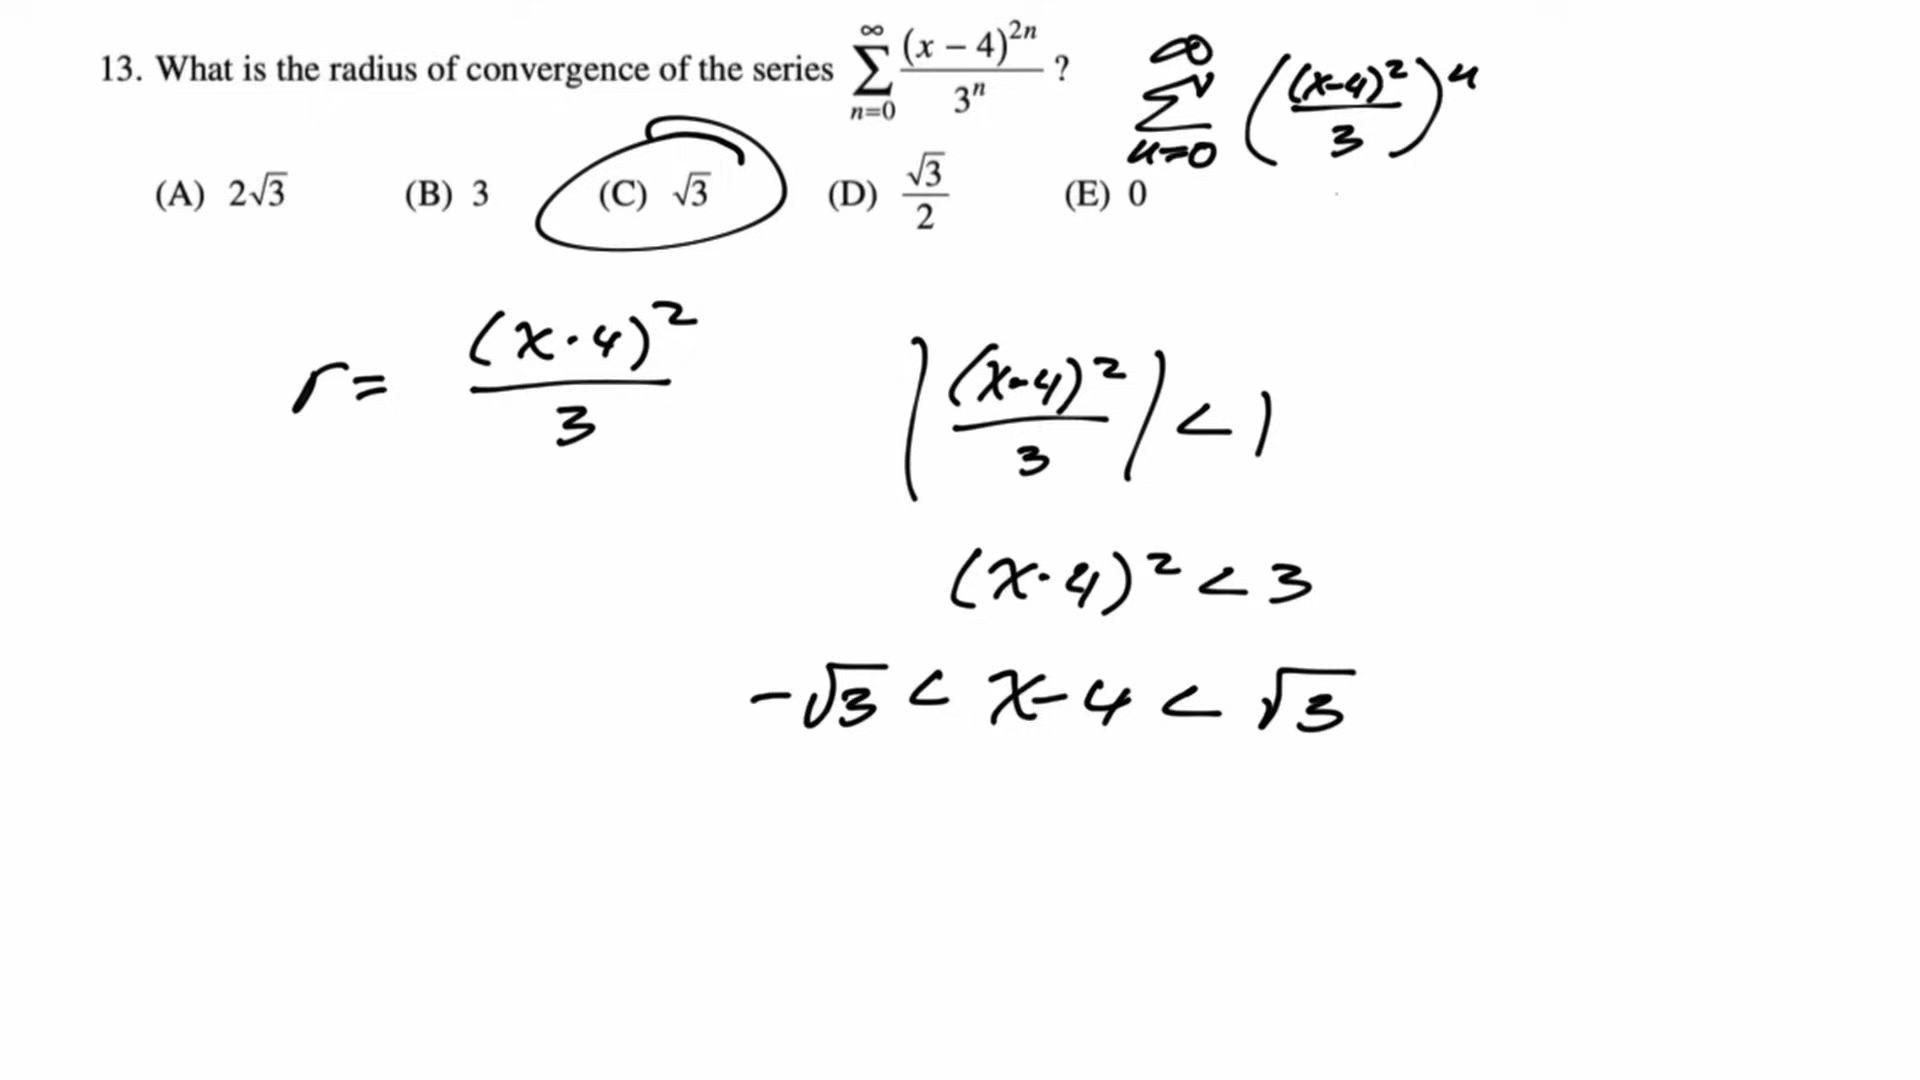 13. What is the radius of convergence of the series ∑_{n=0}^{∞} (x − 4)^{2n} / 3^n ?
∑_{n=0}^{∞} ((x-4)² / 3)^n
(A) 2√3 (B) 3 (C) √3 (D) √3/2 (E) 0
r = (x-4)² / 3
|(x-4)² / 3| < 1
(x-4)² < 3
-√3 < x-4 < √3